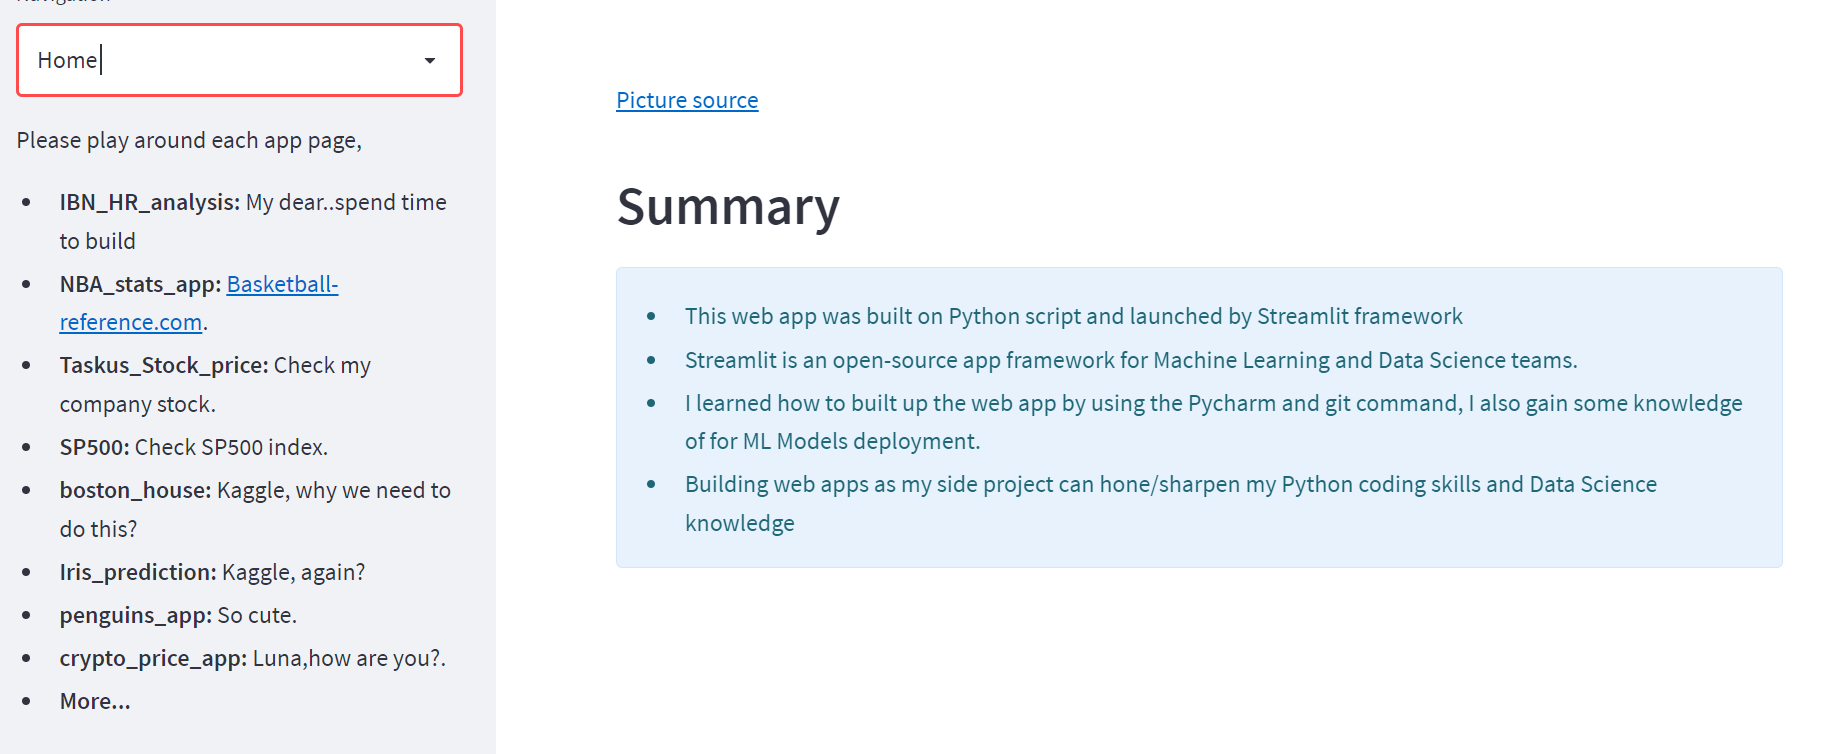 Home
Please play around each app page,
IBN_HR_analysis: My dear..spend time
to build
NBA_stats_app: Basketball-
reference.com.
Taskus_Stock_price: Check my
company stock.
SP500: Check SP500 index.
boston_house: Kaggle, why we need to
do this?
Iris_prediction: Kaggle, again?
penguins_app: So cute.
crypto_price_app: Luna,how are you?.
More...
Picture source
Summary
This web app was built on Python script and launched by Streamlit framework
Streamlit is an open-source app framework for Machine Learning and Data Science teams.
I learned how to built up the web app by using the Pycharm and git command, I also gain some knowledge
of for ML Models deployment.
Building web apps as my side project can hone/sharpen my Python coding skills and Data Science
knowledge